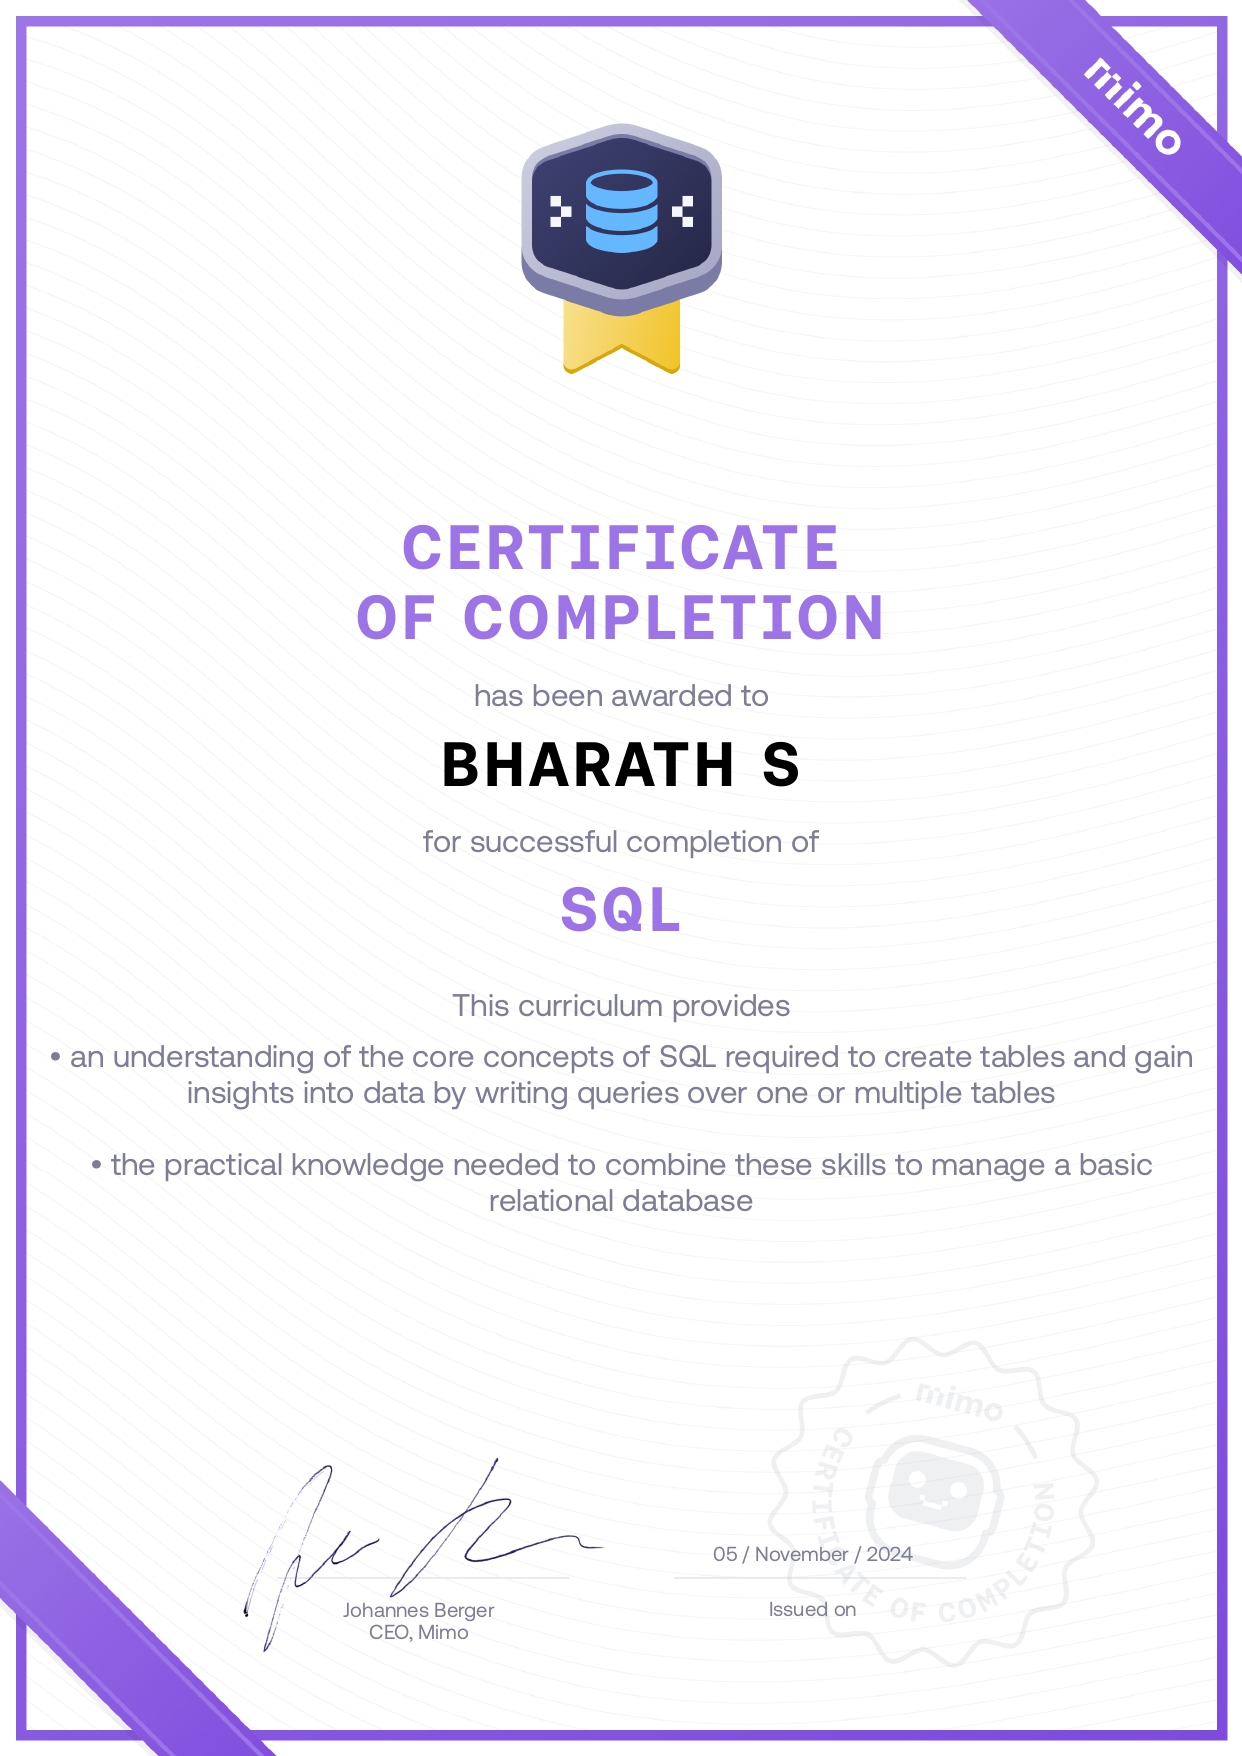 mimo
CERTIFICATE
OF COMPLETION
has been awarded to
BHARATH S
for successful completion of
SQL
This curriculum provides
• an understanding of the core concepts of SQL required to create tables and gain
insights into data by writing queries over one or multiple tables
• the practical knowledge needed to combine these skills to manage a basic
relational database
mimo
CERTIFICATE OF COMPLETION
05 / November / 2024
Johannes Berger
CEO, Mimo
Issued on